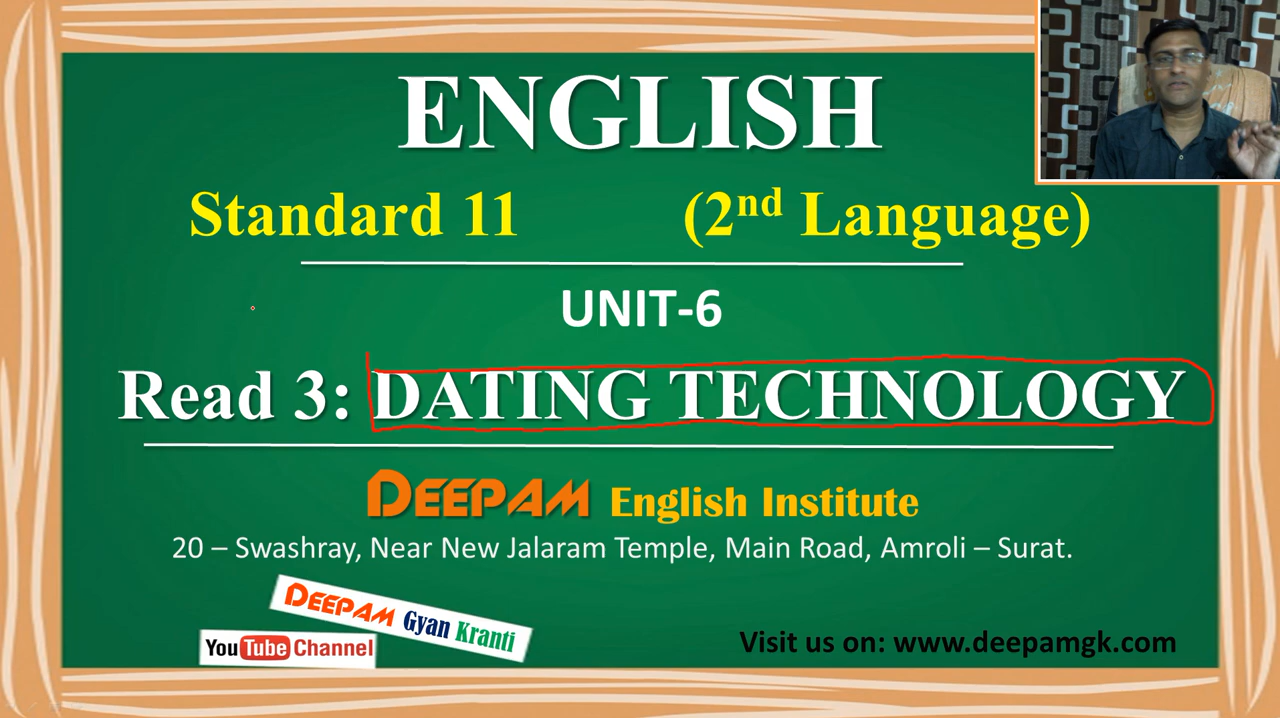 ENGLISH
Standard 11 (2nd Language)
UNIT-6
Read 3: DATING TECHNOLOGY
DEEPAM English Institute
20 – Swashray, Near New Jalaram Temple, Main Road, Amroli – Surat.
DEEPAM Gyan Kranti
YouTube Channel
Visit us on: www.deepamgk.com